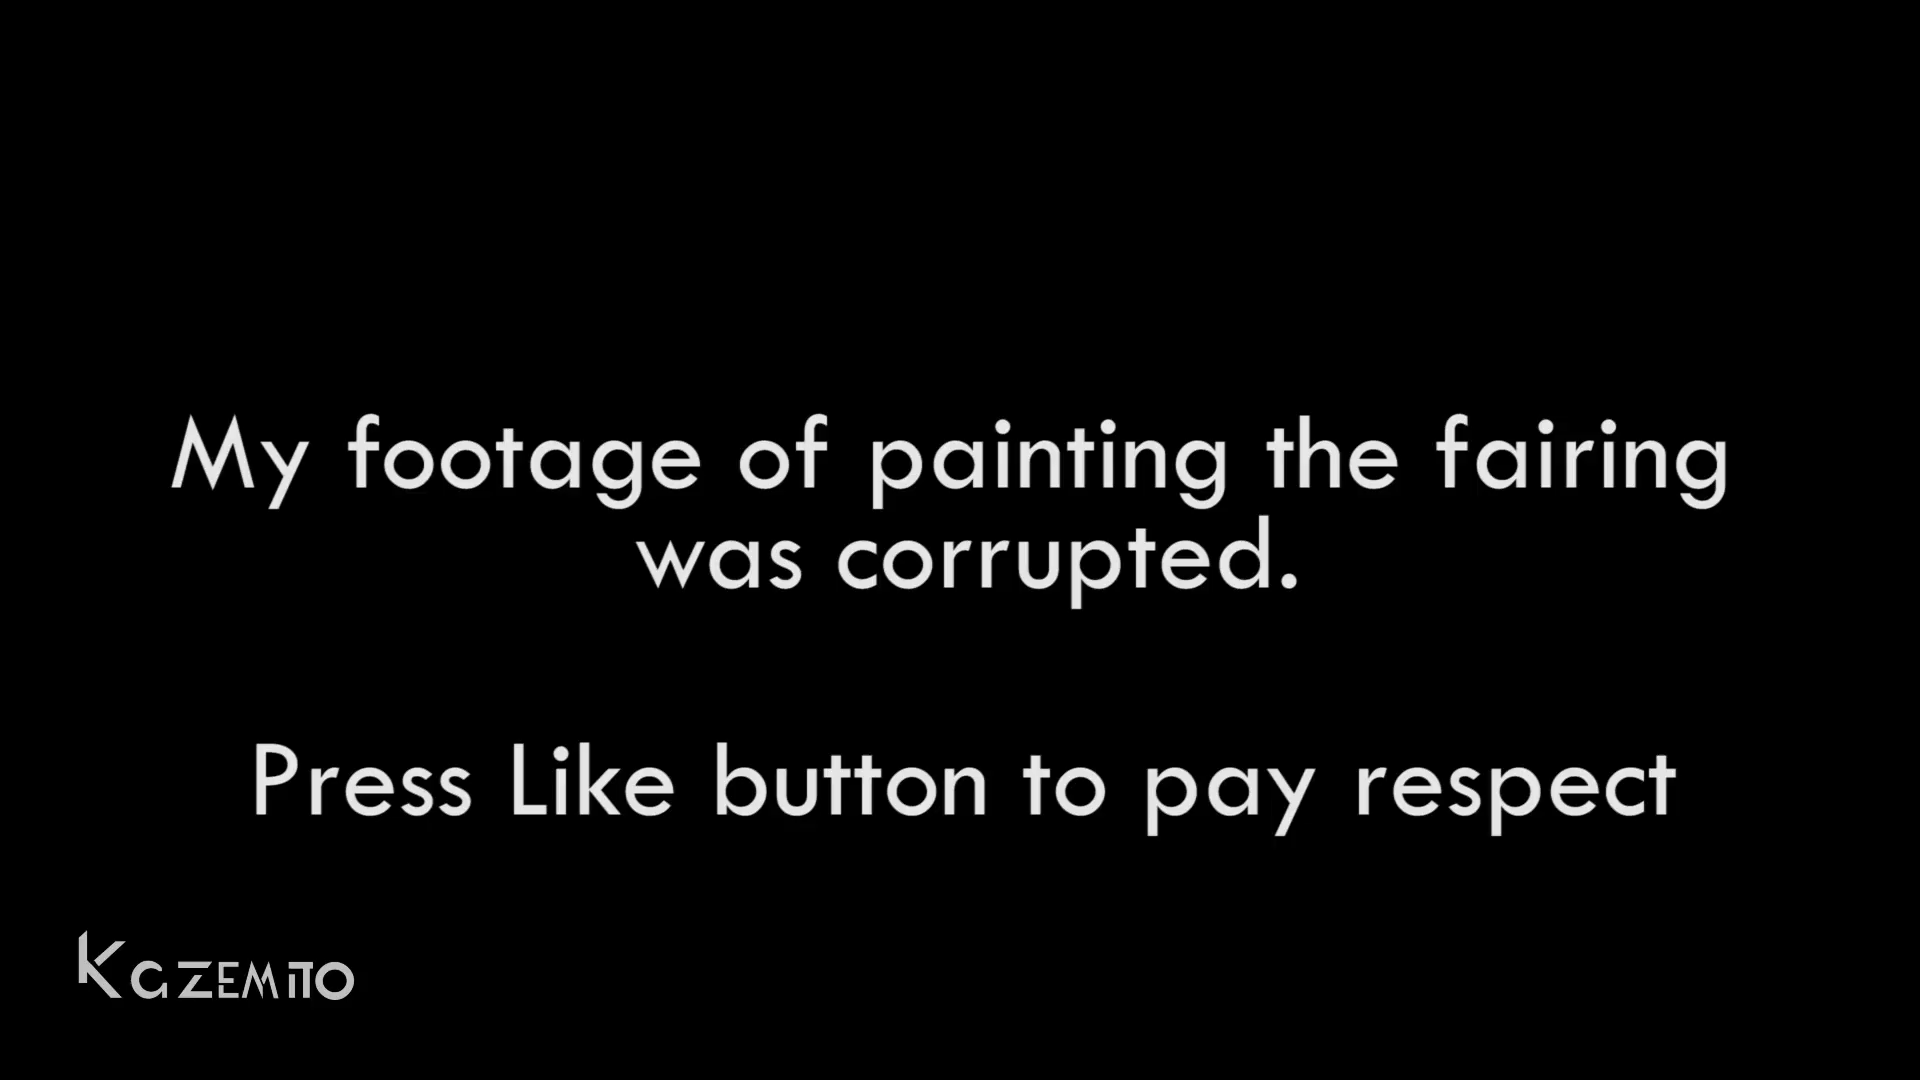 My footage of painting the fairing
was corrupted.
Press Like button to pay respect
KaZEMiTO